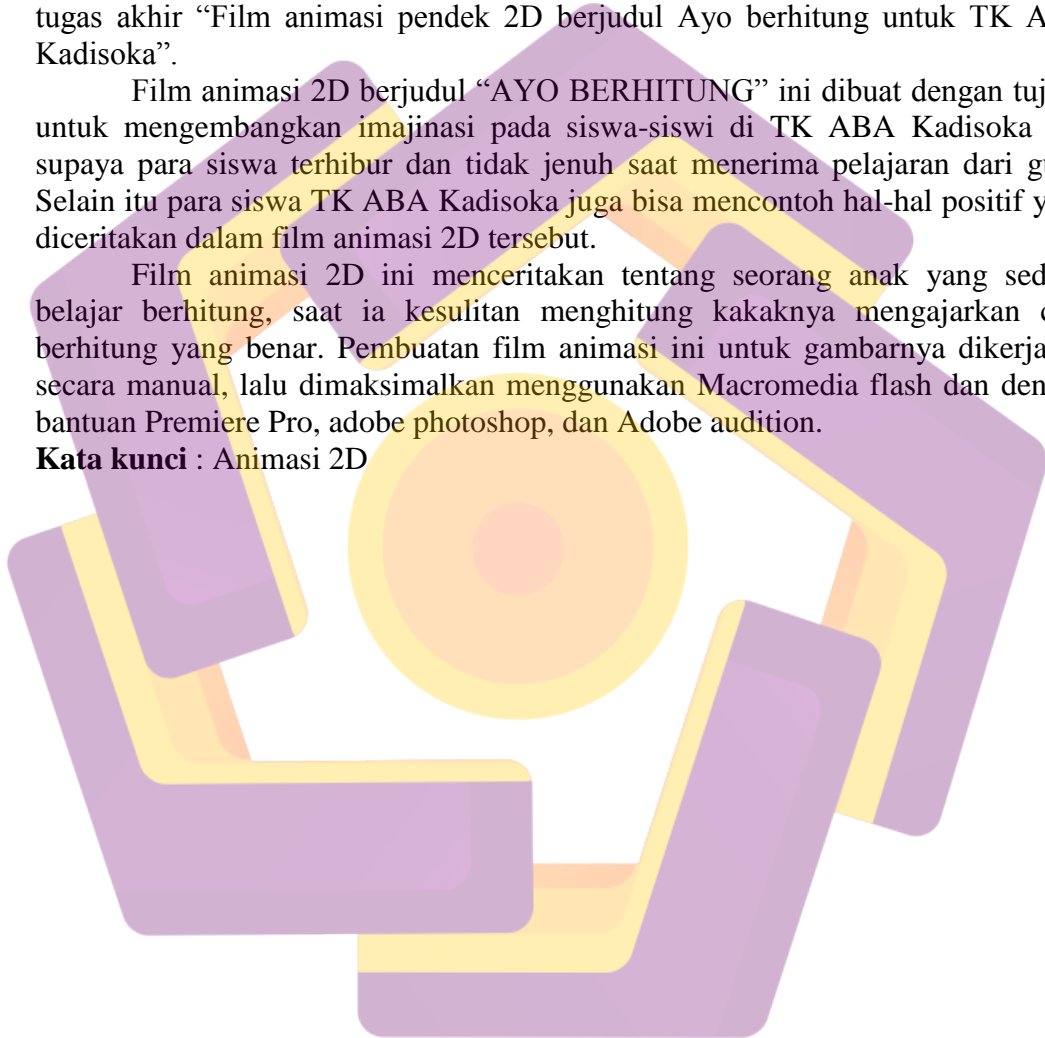 tugas akhir “Film animasi pendek 2D berjudul Ayo berhitung untuk TK A
Kadisoka”.
Film animasi 2D berjudul “AYO BERHITUNG” ini dibuat dengan tuj
untuk mengembangkan imajinasi pada siswa-siswi di TK ABA Kadisoka
supaya para siswa terhibur dan tidak jenuh saat menerima pelajaran dari gu
Selain itu para siswa TK ABA Kadisoka juga bisa mencontoh hal-hal positif y
diceritakan dalam film animasi 2D tersebut.
Film animasi 2D ini menceritakan tentang seorang anak yang sed
belajar berhitung, saat ia kesulitan menghitung kakaknya mengajarkan c
berhitung yang benar. Pembuatan film animasi ini untuk gambarnya dikerja
secara manual, lalu dimaksimalkan menggunakan Macromedia flash dan den
bantuan Premiere Pro, adobe photoshop, dan Adobe audition.
Kata kunci : Animasi 2D